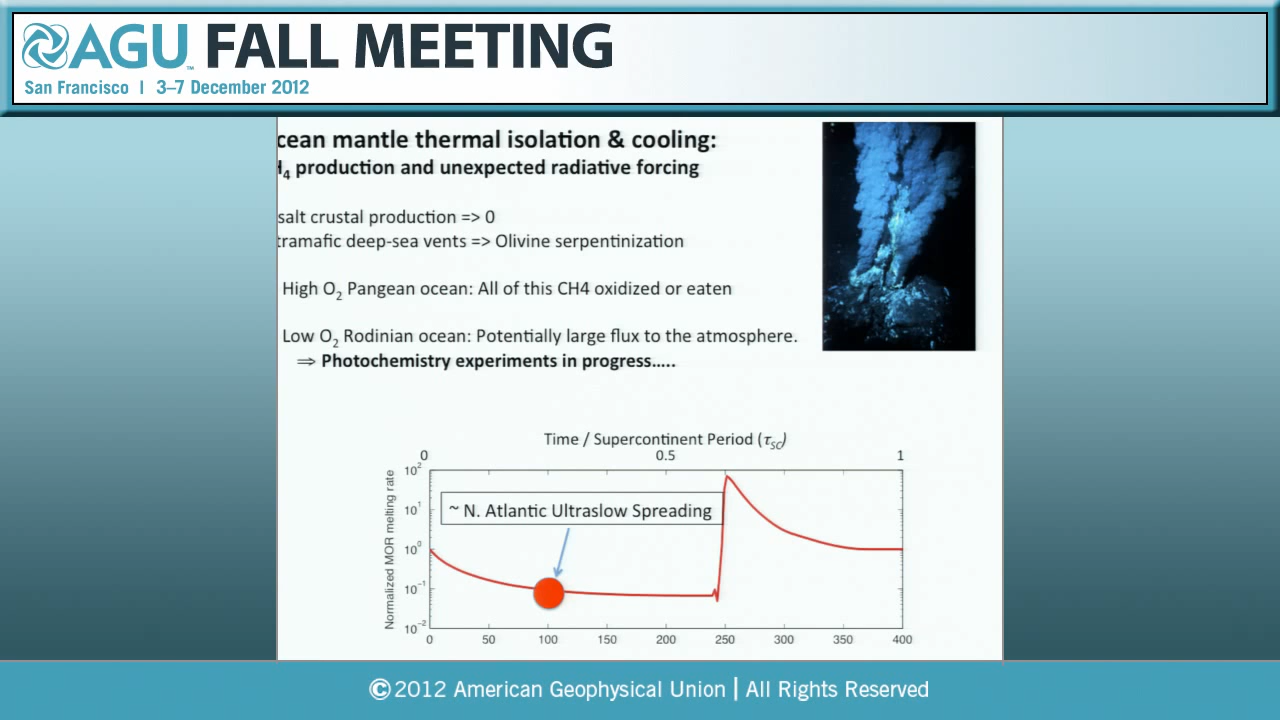 AGU™ FALL MEETING
San Francisco | 3–7 December 2012
cean mantle thermal isolation & cooling:
H4 production and unexpected radiative forcing
salt crustal production => 0
tramafic deep-sea vents => Olivine serpentinization
High O2 Pangean ocean: All of this CH4 oxidized or eaten
Low O2 Rodinian ocean: Potentially large flux to the atmosphere.
⇒ Photochemistry experiments in progress.....
Time / Supercontinent Period (τSC)
0 0.5 1
Normalized MOR melting rate
10^2
10^1
10^0
10^-1
10^-2
~ N. Atlantic Ultraslow Spreading
0 50 100 150 200 250 300 350 400
© 2012 American Geophysical Union | All Rights Reserved